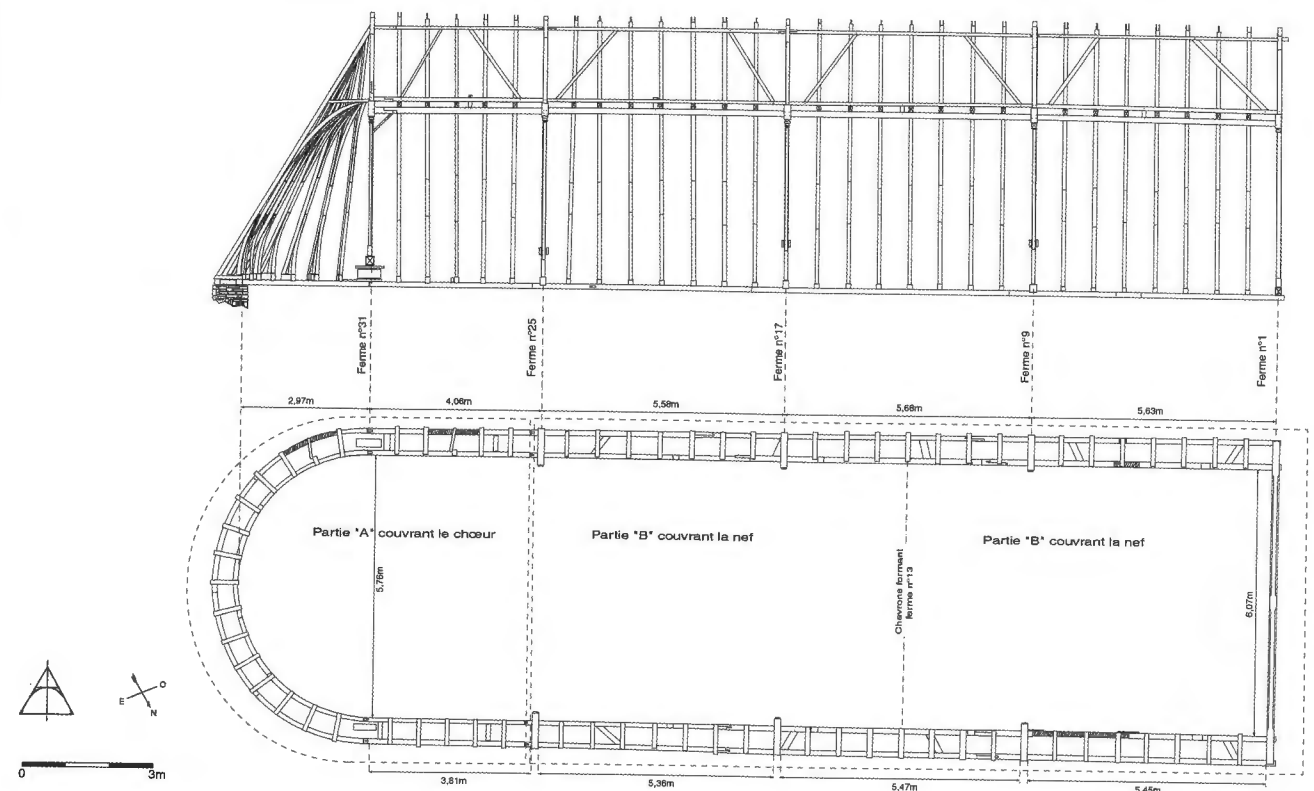 Ferme n°31
Ferme n°25
Ferme n°17
Ferme n°9
Ferme n°1
2,97m
4,06m
5,58m
5,68m
5,63m
Partie "A" couvrant le chœur
Partie "B" couvrant la nef
Partie "B" couvrant la nef
5,76m
Chevrons formant
ferme n°13
6,07m
E
O
N
0
3m
3,81m
5,36m
5,47m
5,45m